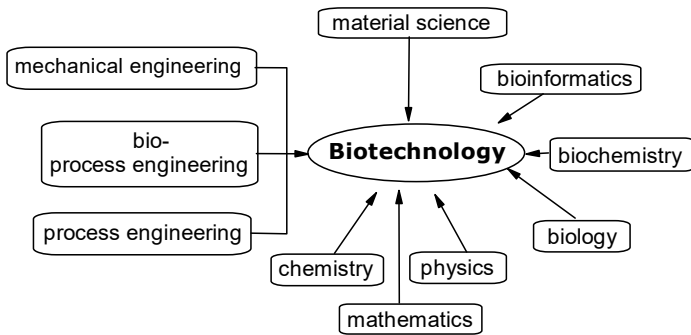 material science
mechanical engineering
bioinformatics
bio-
process engineering
Biotechnology
biochemistry
process engineering
biology
chemistry
physics
mathematics